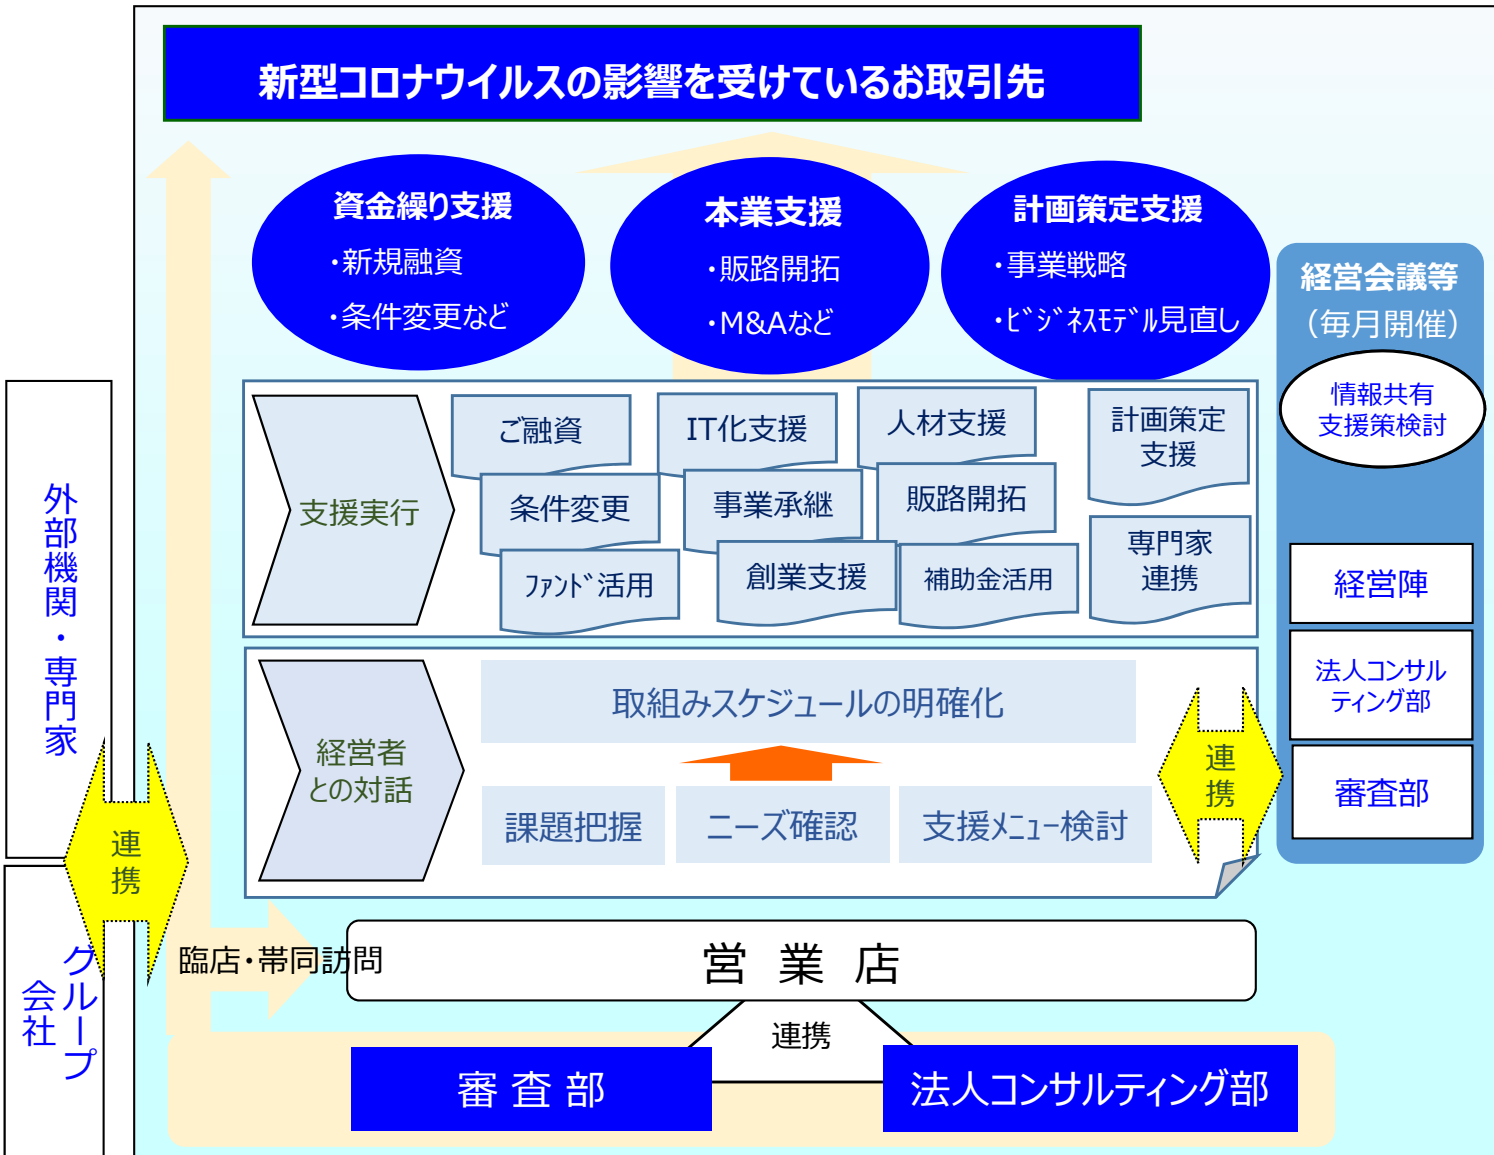 新型コロナウイルスの影響を受けているお取引先
資金繰り支援
・新規融資
・条件変更など
本業支援
・販路開拓
・M&Aなど
計画策定支援
・事業戦略
・ﾋﾞｼﾞﾈｽﾓﾃﾞﾙ見直し
経営会議等
（毎月開催）
情報共有
支援策検討
経営陣
法人コンサル
ティング部
審査部
支援実行
ご融資
条件変更
ﾌｧﾝﾄﾞ活用
IT化支援
事業承継
創業支援
人材支援
販路開拓
補助金活用
計画策定
支援
専門家
連携
経営者
との対話
取組みスケジュールの明確化
課題把握
ニーズ確認
支援ﾒﾆｭｰ検討
連
携
外部機関・専門家
連
携
グループ
会社
臨店・帯同訪問
営 業 店
連携
審 査 部
法人コンサルティング部